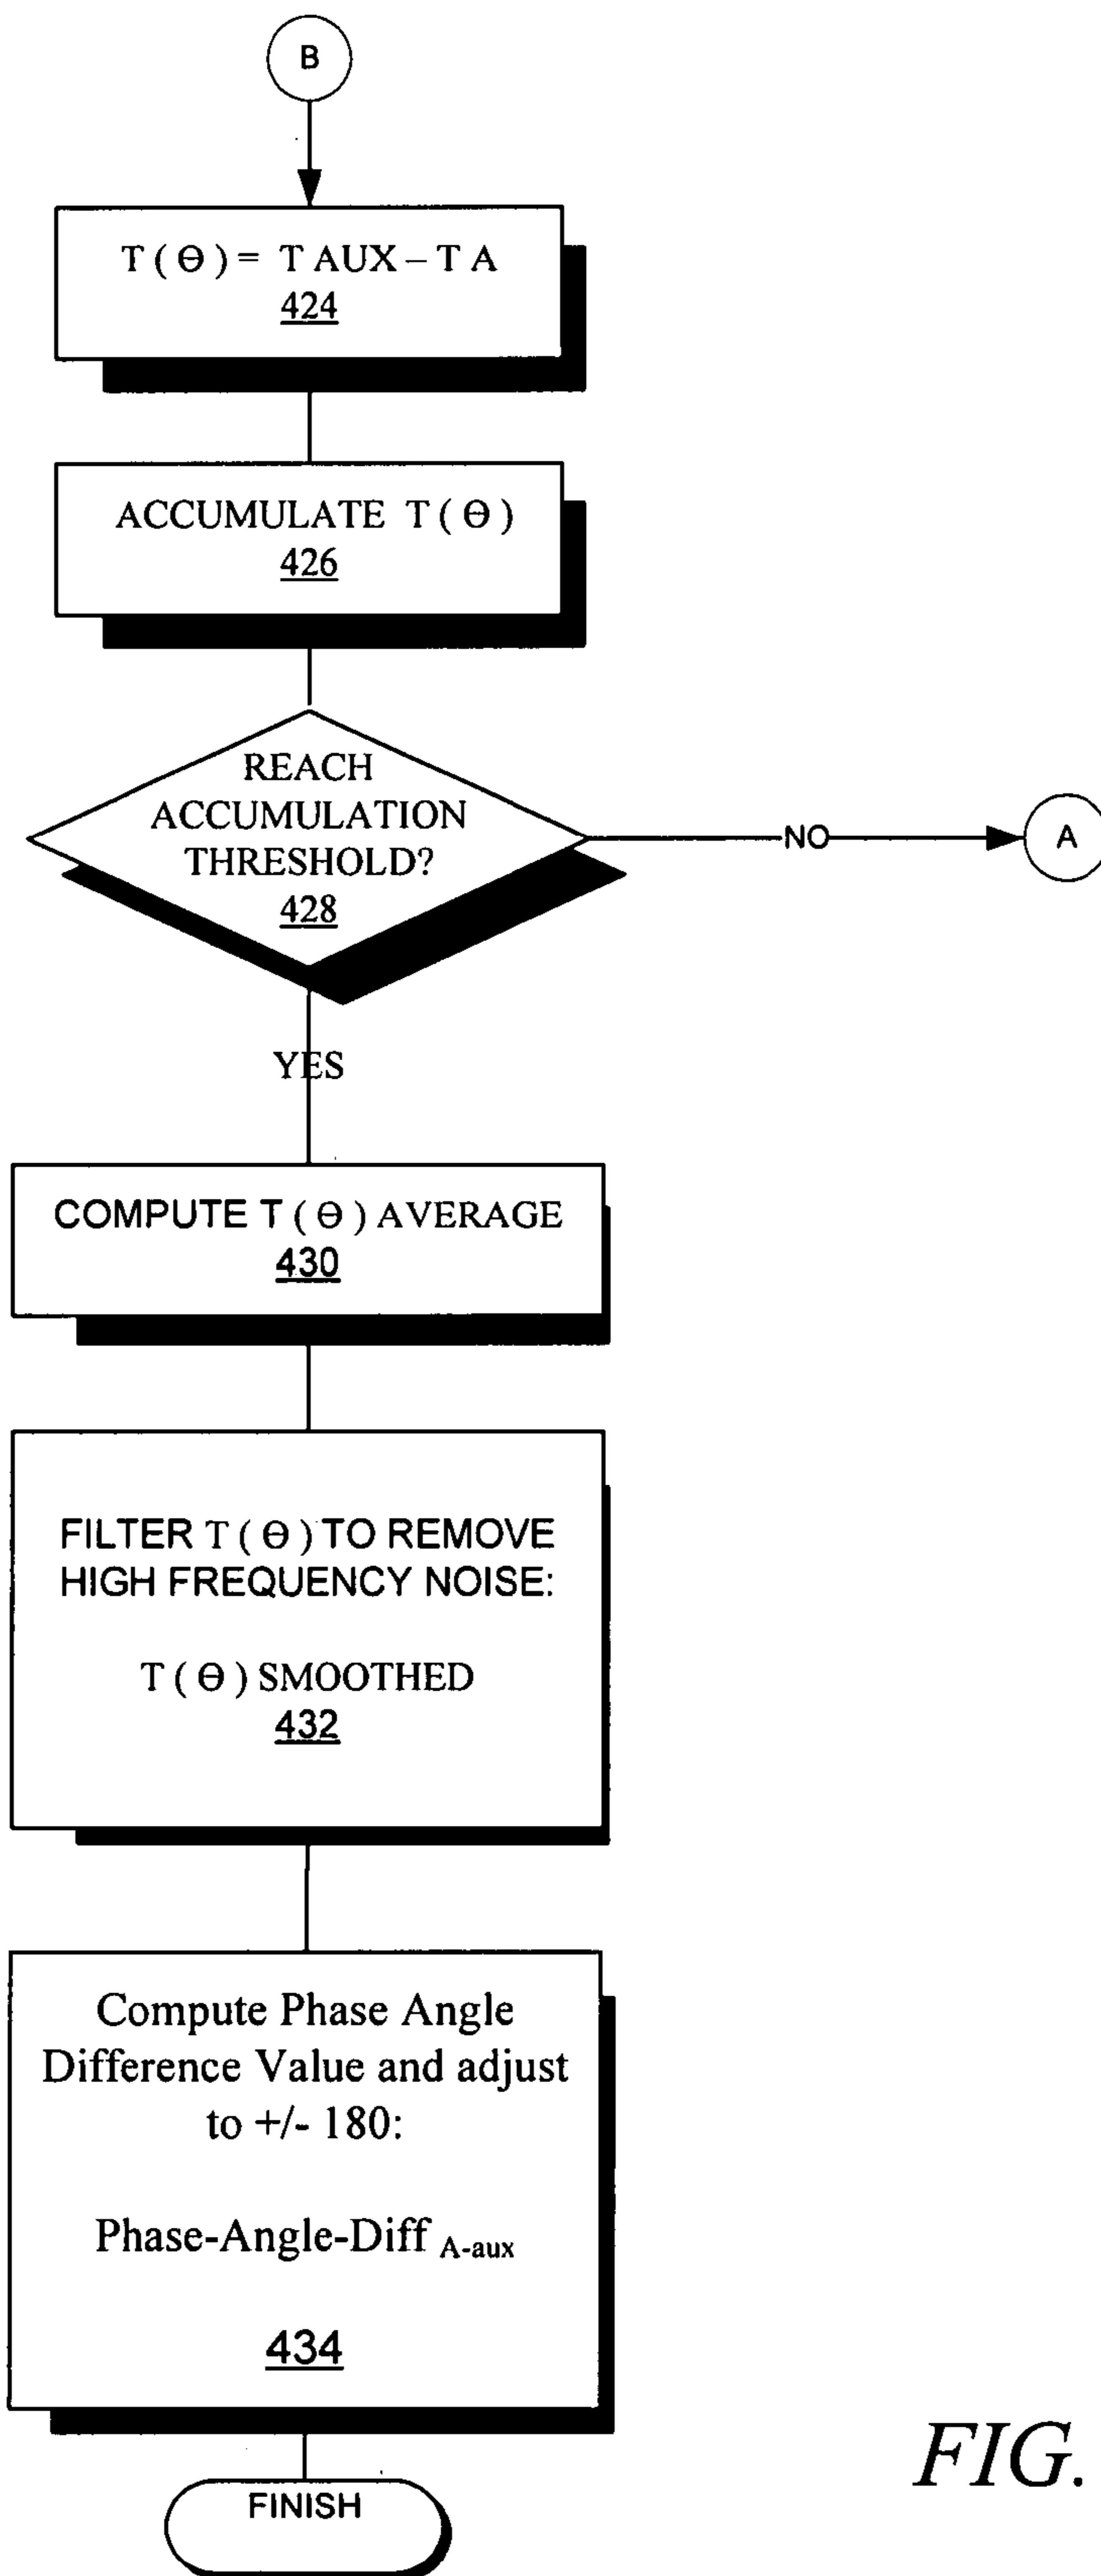 B
T ( Θ ) = T AUX – T A
424
ACCUMULATE T ( Θ )
426
REACH
ACCUMULATION
THRESHOLD?
428
NO
A
YES
COMPUTE T ( Θ ) AVERAGE
430
FILTER T ( Θ ) TO REMOVE
HIGH FREQUENCY NOISE:
T ( Θ ) SMOOTHED
432
Compute Phase Angle
Difference Value and adjust
to +/- 180:
Phase-Angle-Diff A-aux
434
FINISH
FIG.